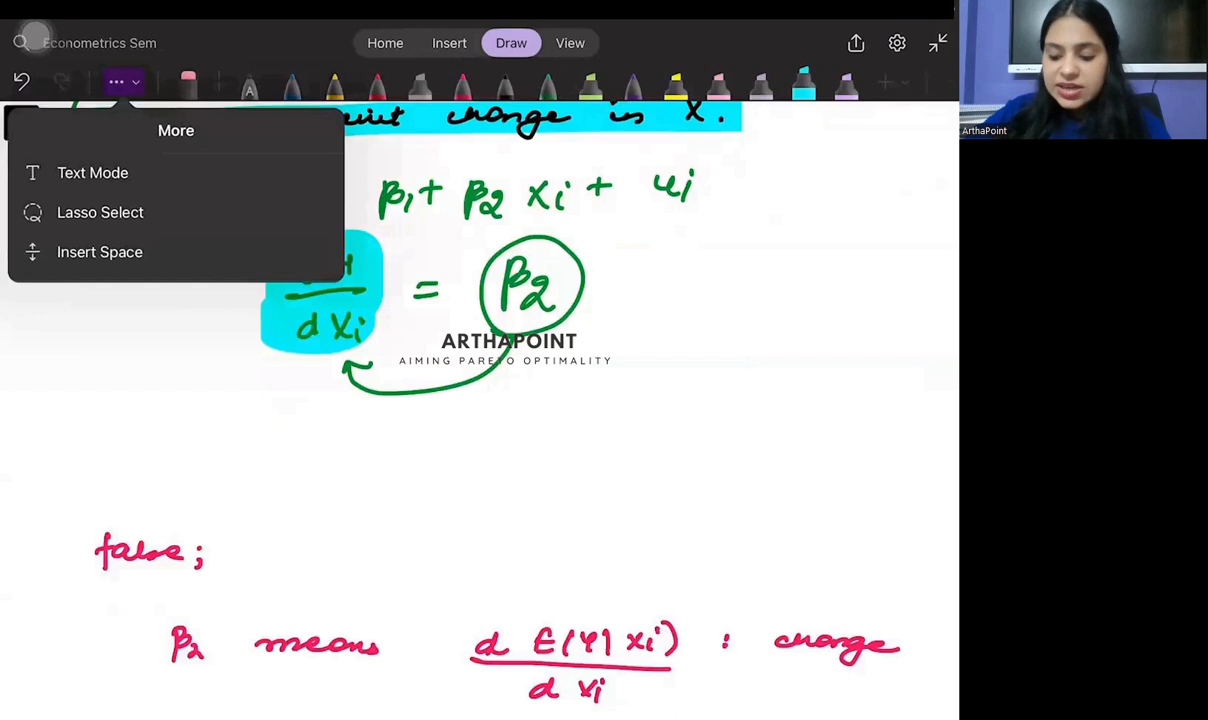 Econometrics Sem
Home Insert Draw View
ArthaPoint
change in X.
More
Text Mode
Lasso Select
Insert Space
β₁ + β₂ Xi + ui
d Xi = β₂
ARTHAPOINT
AIMING PARETO OPTIMALITY
false;
β₂ means d E(Y| Xi) : change
d Xi